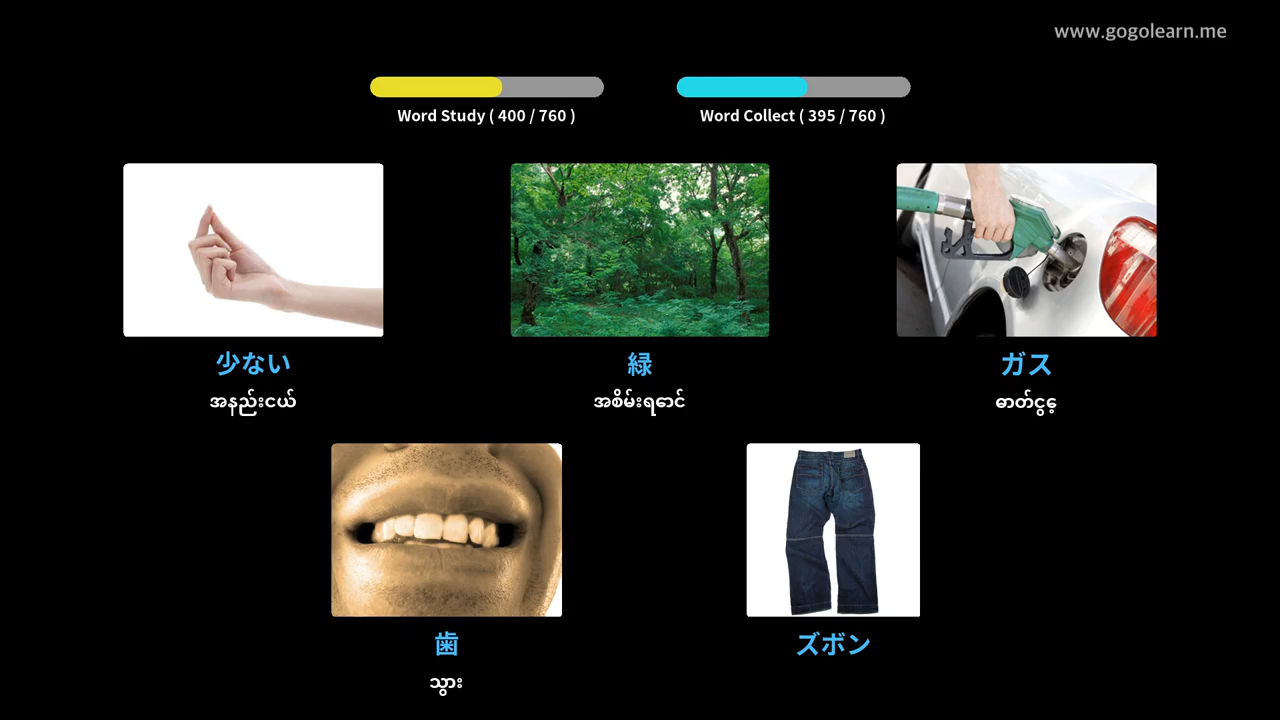 www.gogolearn.me
Word Study ( 400 / 760 )
Word Collect ( 395 / 760 )
少ない
緑
ガス
အနည်းငယ်
အစိမ်းရောင်
ဓာတ်ငွေ့
歯
ズボン
သွား